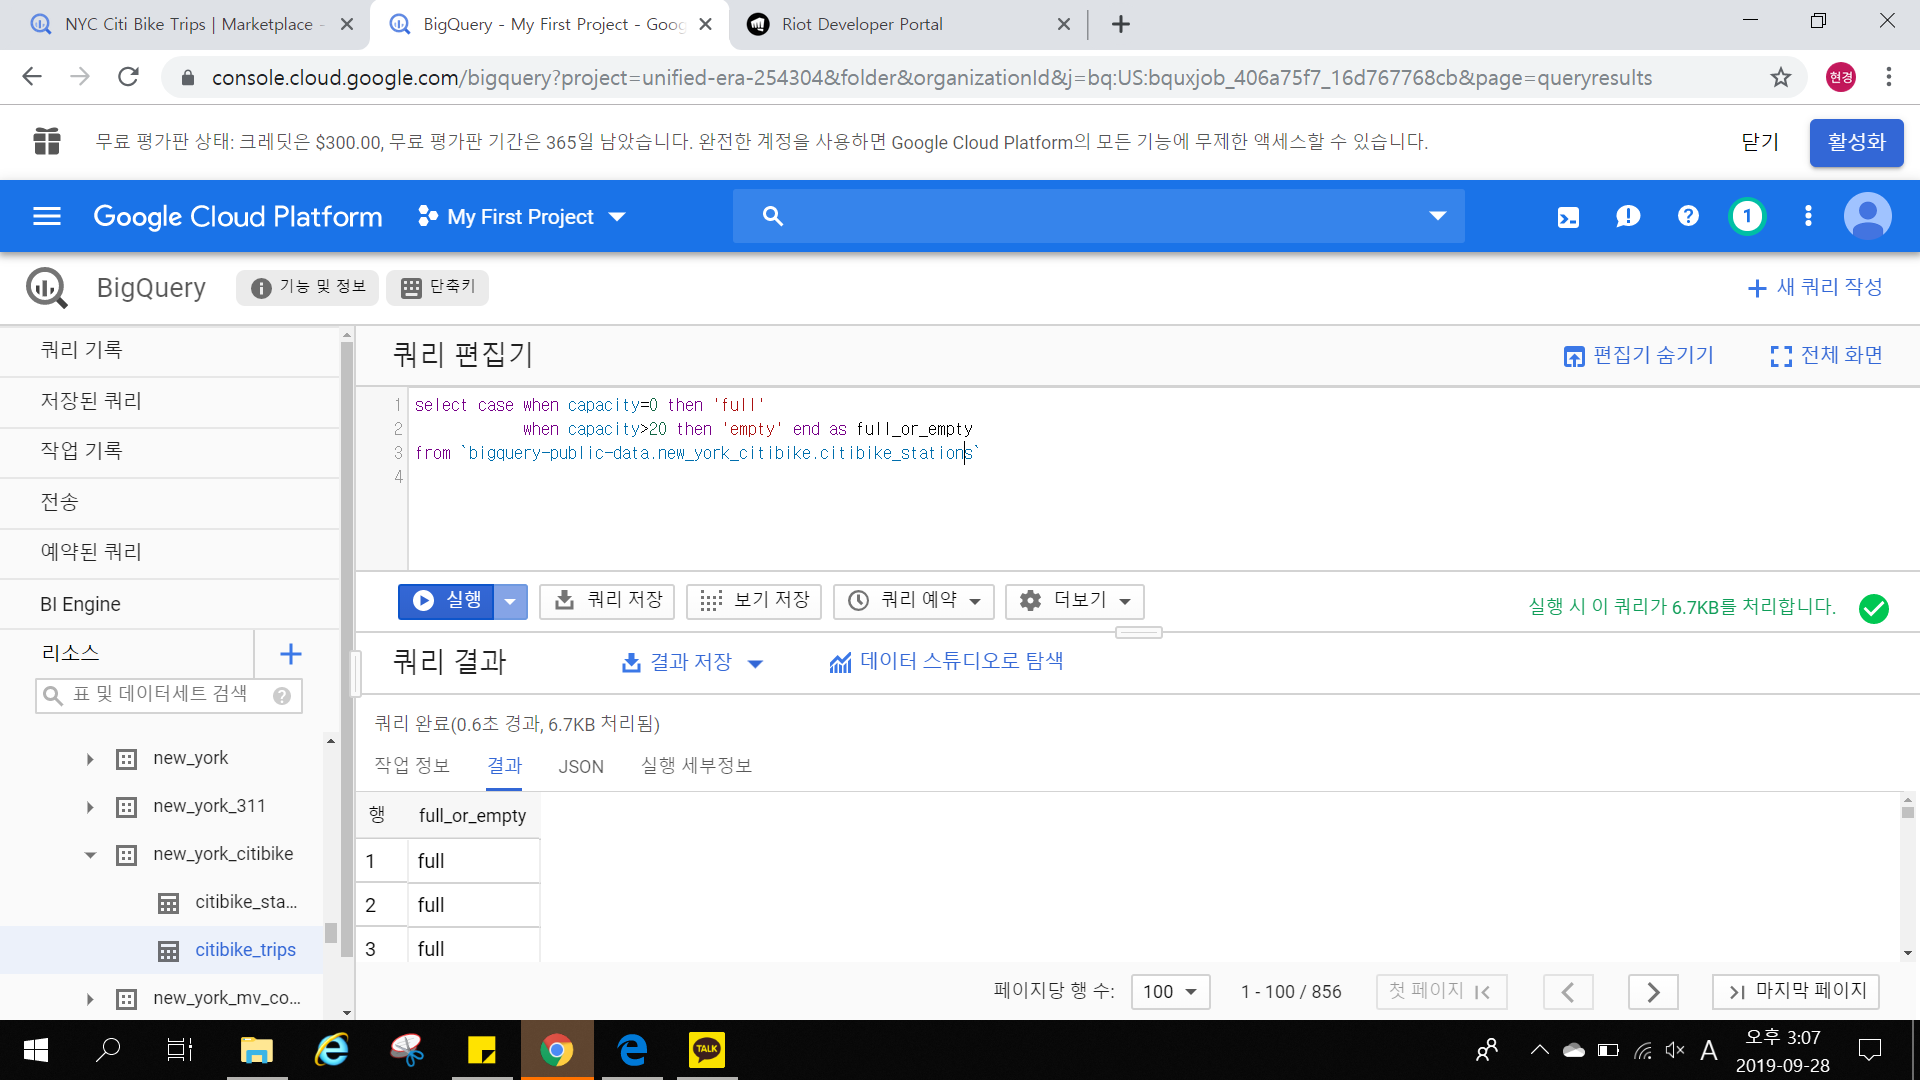 NYC Citi Bike Trips | Marketplace -
BigQuery - My First Project - Goog
Riot Developer Portal
console.cloud.google.com/bigquery?project=unified-era-254304&folder&organizationId&j=bq:US:bquxjob_406a75f7_16d767768cb&page=queryresults
현경
무료 평가판 상태: 크레딧은 $300.00, 무료 평가판 기간은 365일 남았습니다. 완전한 계정을 사용하면 Google Cloud Platform의 모든 기능에 무제한 액세스할 수 있습니다.
닫기
활성화
Google Cloud Platform
My First Project
1
BigQuery
기능 및 정보
단축키
새 쿼리 작성
쿼리 기록
저장된 쿼리
작업 기록
전송
예약된 쿼리
BI Engine
리소스
표 및 데이터세트 검색
new_york
new_york_311
new_york_citibike
citibike_sta...
citibike_trips
new_york_mv_co...
쿼리 편집기
편집기 숨기기
전체 화면
1 select case when capacity=0 then 'full'
2 when capacity>20 then 'empty' end as full_or_empty
3 from `bigquery-public-data.new_york_citibike.citibike_stations`
4
실행
쿼리 저장
보기 저장
쿼리 예약
더보기
실행 시 이 쿼리가 6.7KB를 처리합니다.
쿼리 결과
결과 저장
데이터 스튜디오로 탐색
쿼리 완료(0.6초 경과, 6.7KB 처리됨)
작업 정보
결과
JSON
실행 세부정보
행 full_or_empty
1 full
2 full
3 full
페이지당 행 수:
100
1 - 100 / 856
첫 페이지
마지막 페이지
TALK
A
오후 3:07
2019-09-28